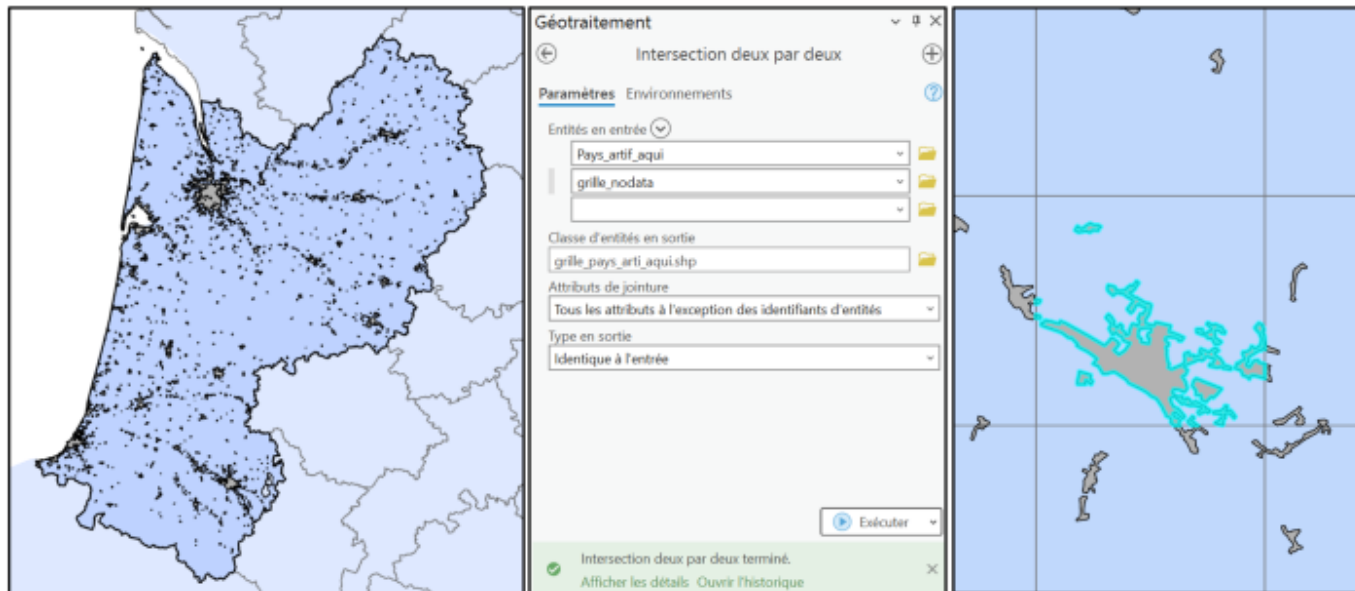 Géotraitement
Intersection deux par deux
Paramètres Environnements
Entités en entrée
Pays_artif_aqui
grille_nodata
Classe d'entités en sortie
grille_pays_arti_aqui.shp
Attributs de jointure
Tous les attributs à l'exception des identifiants d'entités
Type en sortie
Identique à l'entrée
Exécuter
Intersection deux par deux terminé.
Afficher les détails Ouvrir l'historique